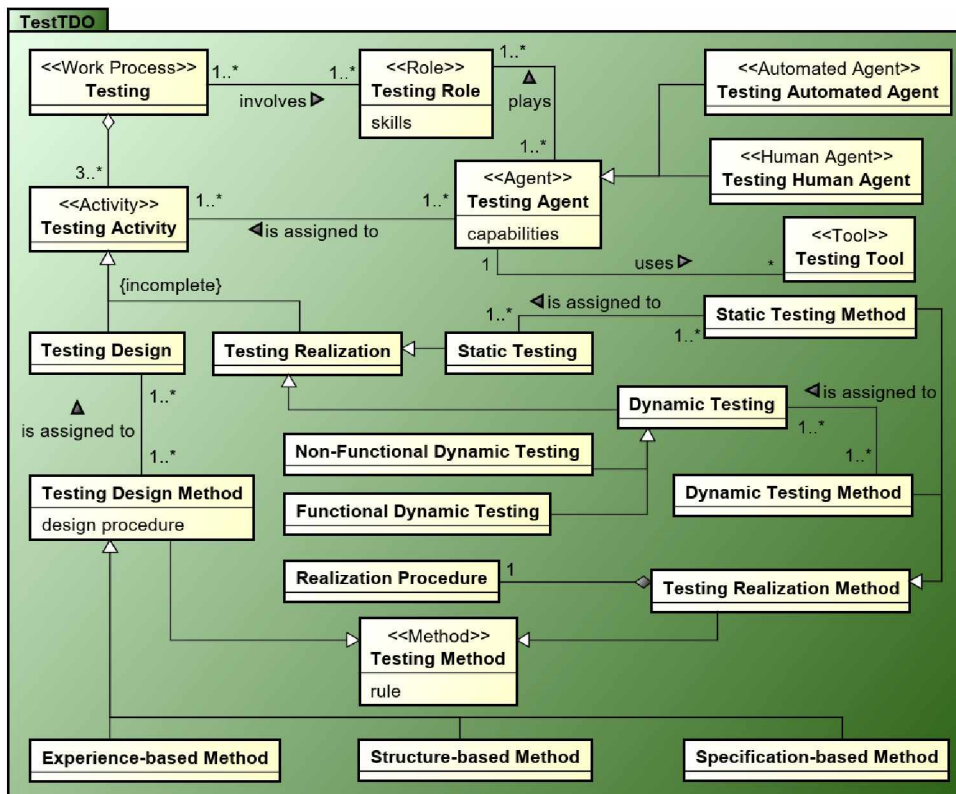 TestTDO
<<Work Process>>
Testing
1..*
involves
1..*
<<Role>>
Testing Role
skills
1..*
plays
1..*
<<Automated Agent>>
Testing Automated Agent
<<Human Agent>>
Testing Human Agent
3..*
<<Activity>>
Testing Activity
1..*
is assigned to
1..*
<<Agent>>
Testing Agent
capabilities
1
uses
*
<<Tool>>
Testing Tool
{incomplete}
Testing Design
Testing Realization
Static Testing
1..*
is assigned to
1..*
Static Testing Method
Dynamic Testing
is assigned to
1..*
1..*
Dynamic Testing Method
1..*
is assigned to
1..*
Non-Functional Dynamic Testing
Functional Dynamic Testing
Testing Design Method
design procedure
Realization Procedure
1
Testing Realization Method
<<Method>>
Testing Method
rule
Experience-based Method
Structure-based Method
Specification-based Method